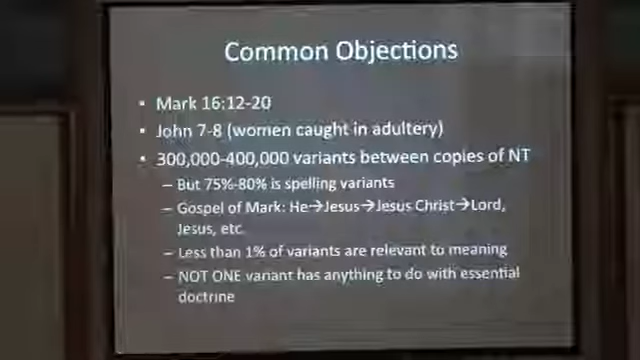 Common Objections
• Mark 16:12-20
• John 7-8 (women caught in adultery)
• 300,000-400,000 variants between copies of NT
– But 75%-80% is spelling variants
– Gospel of Mark: He→Jesus→Jesus Christ→Lord,
Jesus, etc.
– Less than 1% of variants are relevant to meaning
– NOT ONE variant has anything to do with essential
doctrine